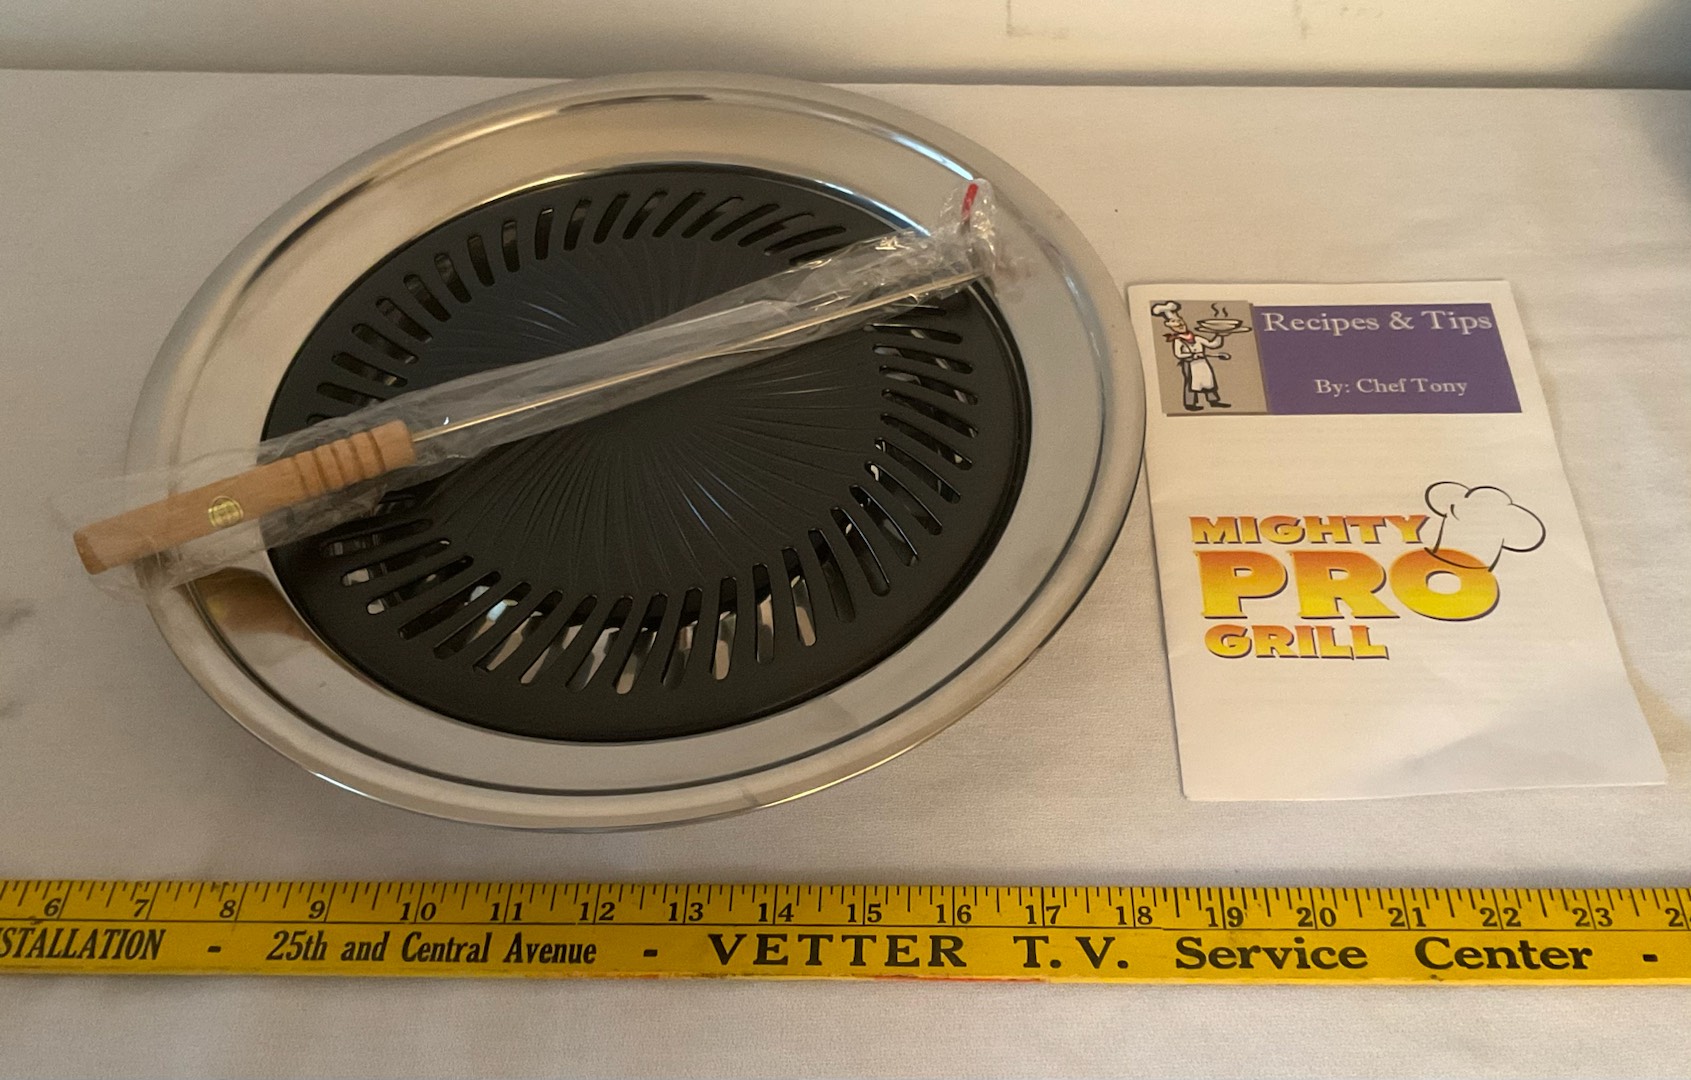 Recipes & Tips
By: Chef Tony
MIGHTY
PRO
GRILL
6 7 8 9 10 11 12 13 14 15 16 17 18 19 20 21 22 23
STALLATION - 25th and Central Avenue - VETTER T.V. Service Center -